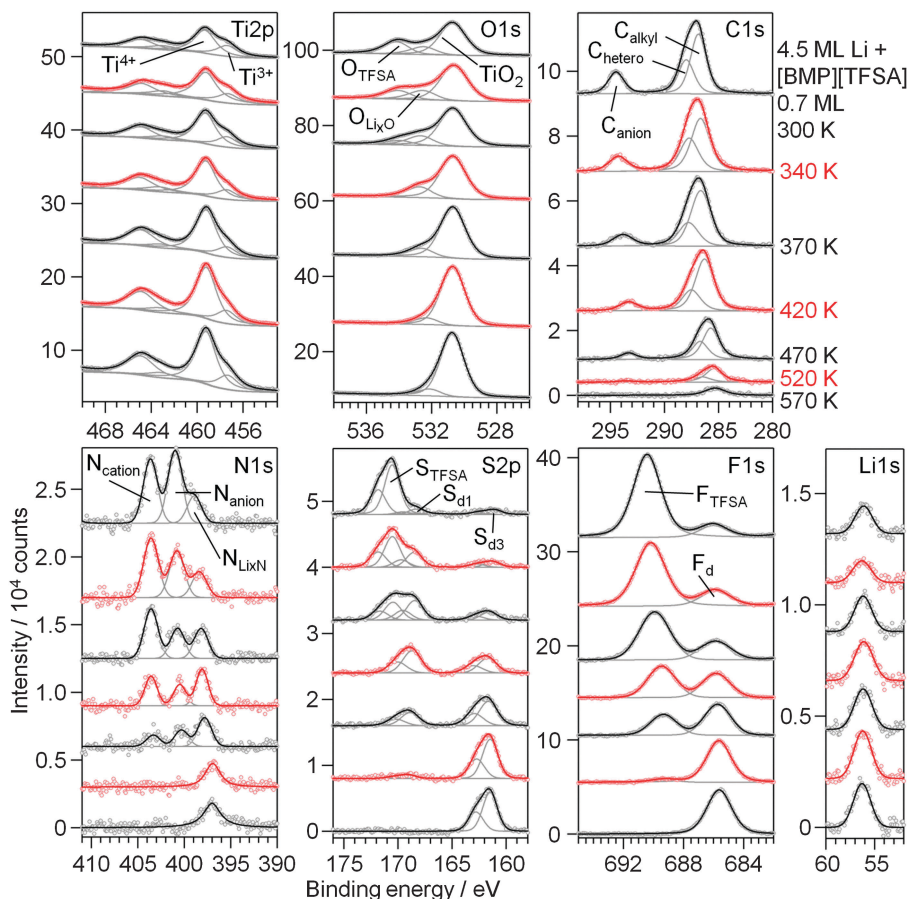 Ti2p
Ti4+
Ti3+
50
40
30
20
10
468 464 460 456
O1s
OTFSA
TiO2
OLixO
100
80
60
40
20
536 531 526
C1s
Calkyl
Chetero
Canion
10
8
6
4
2
0
295 290 285 280
4.5 ML Li +
[BMP][TFSA]
0.7 ML
300 K
340 K
370 K
420 K
470 K
520 K
570 K
Intensity / 10^4 counts
N1s
Ncation
Nanion
NLixN
2.5
2.0
1.5
1.0
0.5
0
410 405 400 395 390
S2p
STFSA
Sd1
Sd3
6
5
4
3
2
1
0
175 170 165 160
F1s
FTFSA
Fd
40
30
20
10
0
692 688 684
Li1s
1.5
1.0
0.5
0
60 55
Binding energy / eV